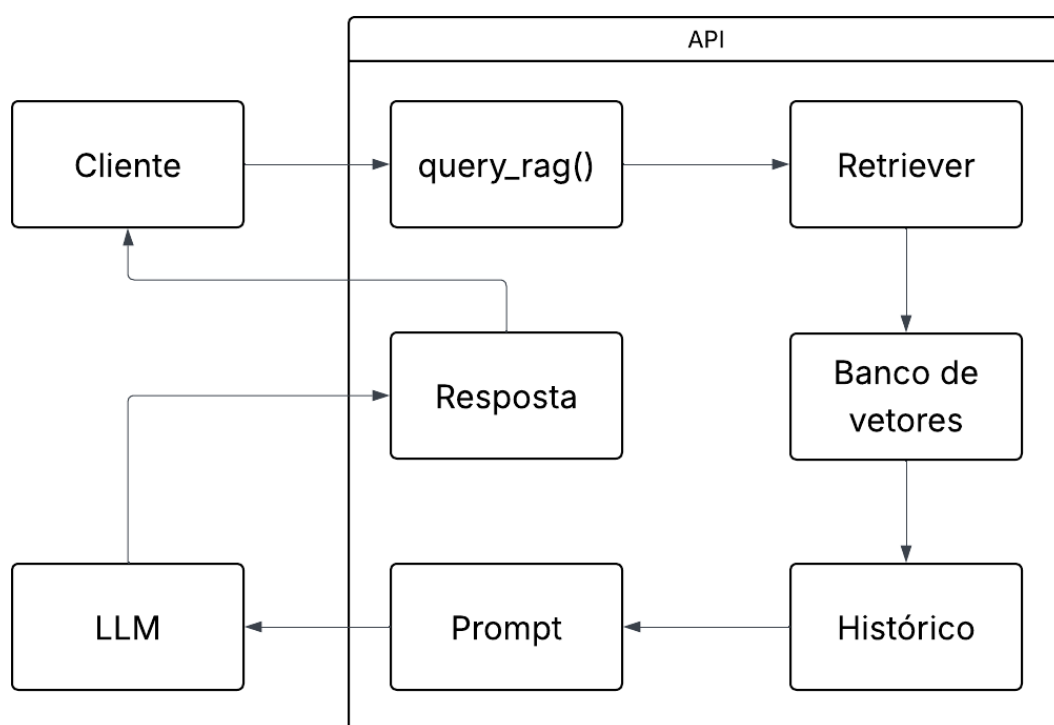 API
Cliente
query_rag()
Retriever
Resposta
Banco de
vetores
LLM
Prompt
Histórico